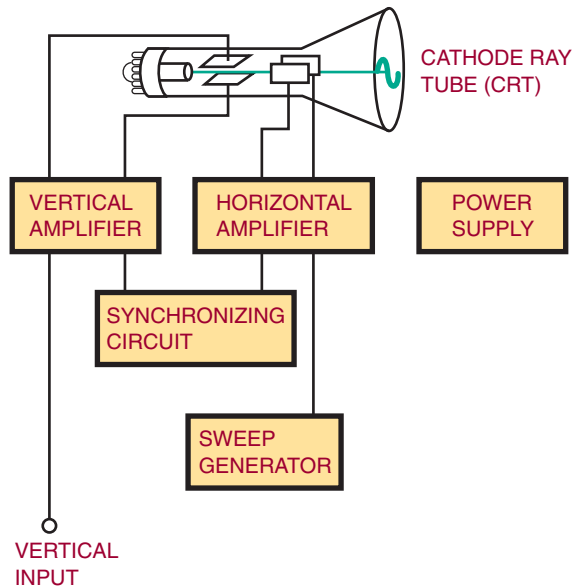 CATHODE RAY
TUBE (CRT)
VERTICAL
AMPLIFIER
HORIZONTAL
AMPLIFIER
POWER
SUPPLY
SYNCHRONIZING
CIRCUIT
SWEEP
GENERATOR
VERTICAL
INPUT